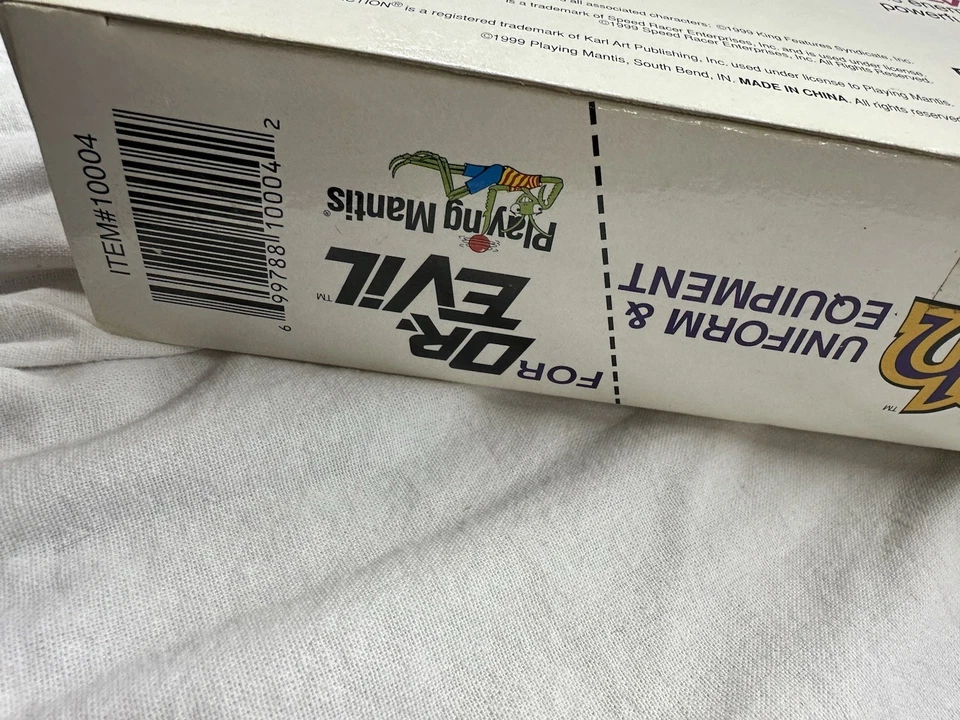 all associated characters: ©1999 King Features Syndicate, Inc.
is a trademark of Speed Racer Enterprises, Inc. and is used under license.
©1999 Speed Racer Enterprises, Inc. All Rights Reserved.
® is a registered trademark of Karl Art Publishing, Inc. used under license to Playing Mantis.
©1999 Playing Mantis, South Bend, IN. MADE IN CHINA. All rights reserved
ITEM#10004
6 99788 10004 2
UNIFORM &
EQUIPMENT
TM
FOR DR.
EViL™
Playing Mantis®